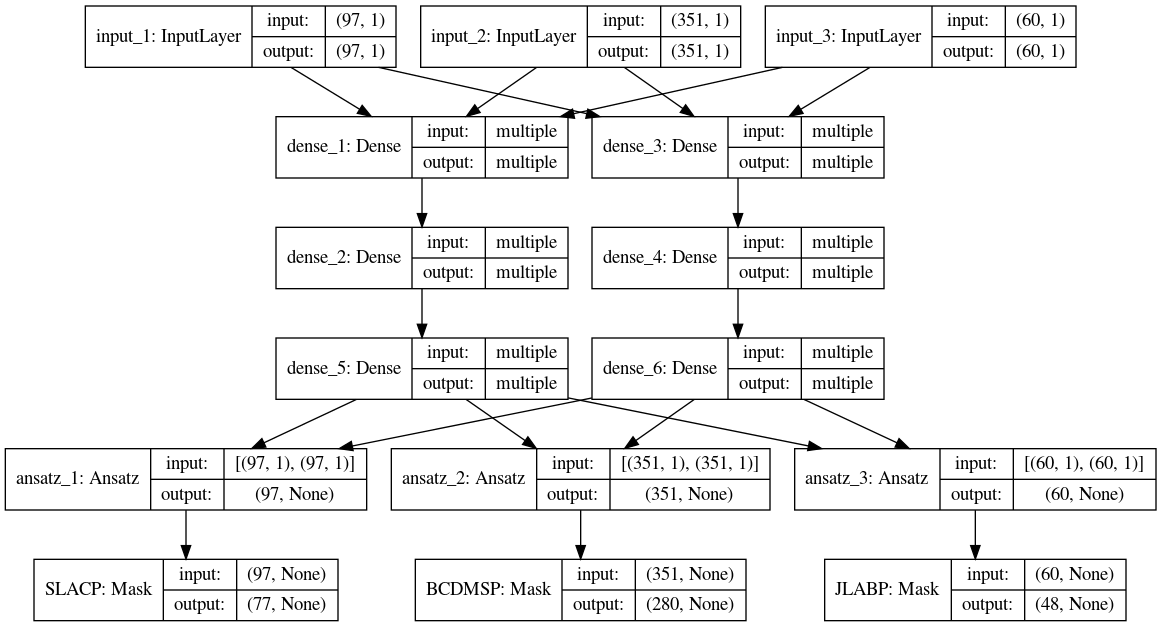 input_1: InputLayer
input:
(97, 1)
output:
(97, 1)
input_2: InputLayer
input:
(351, 1)
output:
(351, 1)
input_3: InputLayer
input:
(60, 1)
output:
(60, 1)
dense_1: Dense
input:
multiple
output:
multiple
dense_3: Dense
input:
multiple
output:
multiple
dense_2: Dense
input:
multiple
output:
multiple
dense_4: Dense
input:
multiple
output:
multiple
dense_5: Dense
input:
multiple
output:
multiple
dense_6: Dense
input:
multiple
output:
multiple
ansatz_1: Ansatz
input:
[(97, 1), (97, 1)]
output:
(97, None)
ansatz_2: Ansatz
input:
[(351, 1), (351, 1)]
output:
(351, None)
ansatz_3: Ansatz
input:
[(60, 1), (60, 1)]
output:
(60, None)
SLACP: Mask
input:
(97, None)
output:
(77, None)
BCDMSP: Mask
input:
(351, None)
output:
(280, None)
JLABP: Mask
input:
(60, None)
output:
(48, None)